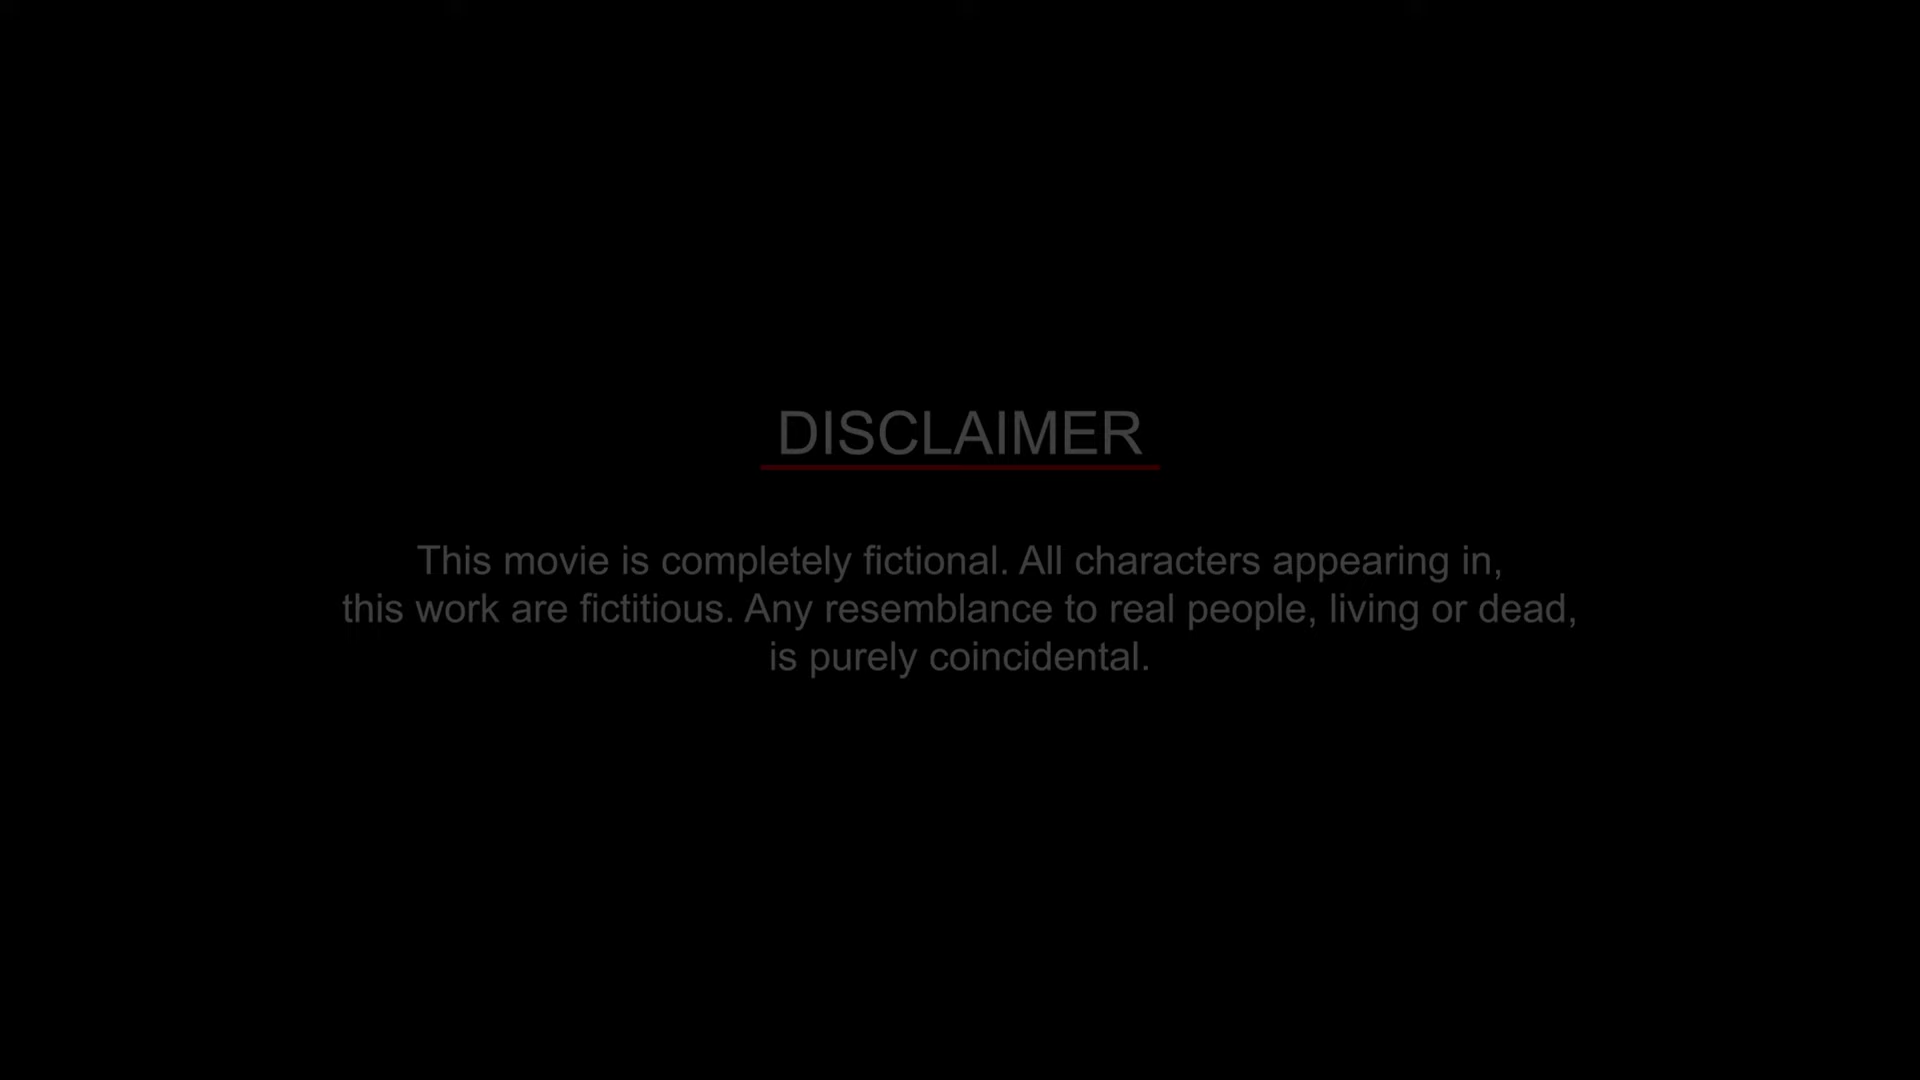 DISCLAIMER
This movie is completely fictional. All characters appearing in,
this work are fictitious. Any resemblance to real people, living or dead,
is purely coincidental.